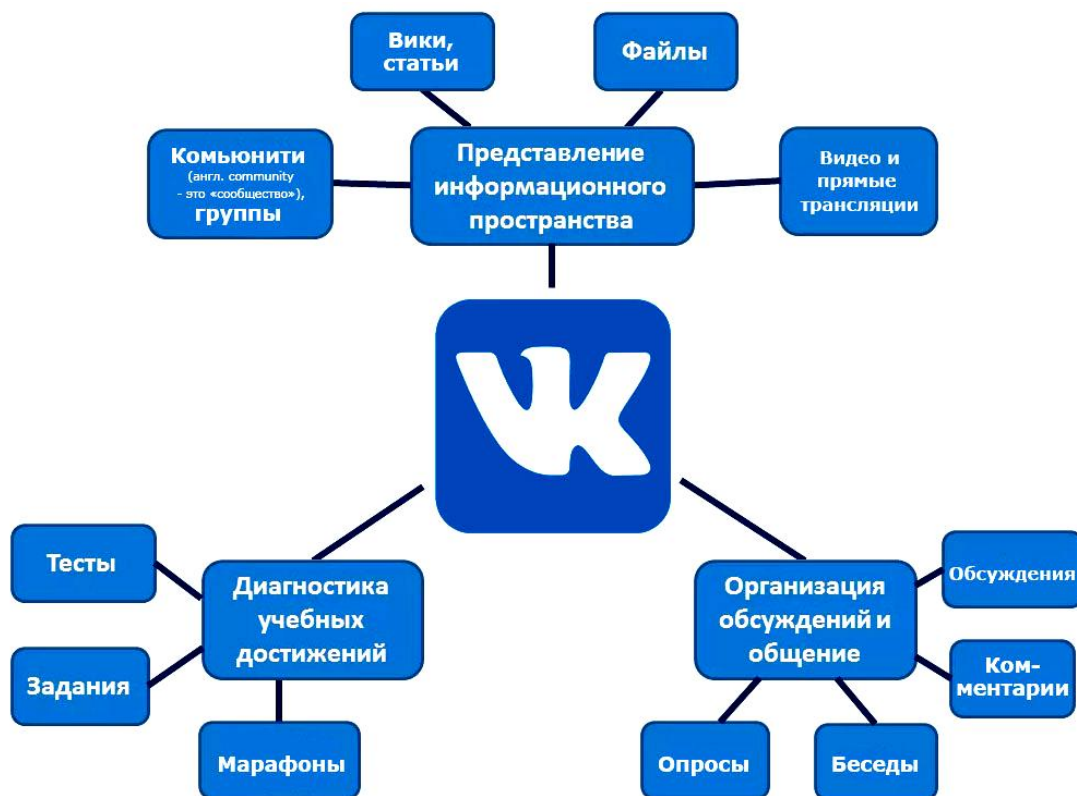 Вики,
статьи
Файлы
Комьюнити
(англ. community
- это «сообщество»),
группы
Представление
информационного
пространства
Видео и
прямые
трансляции
Тесты
Задания
Марафоны
Диагностика
учебных
достижений
Организация
обсуждений и
общение
Обсуждения
Ком-
ментарии
Опросы
Беседы